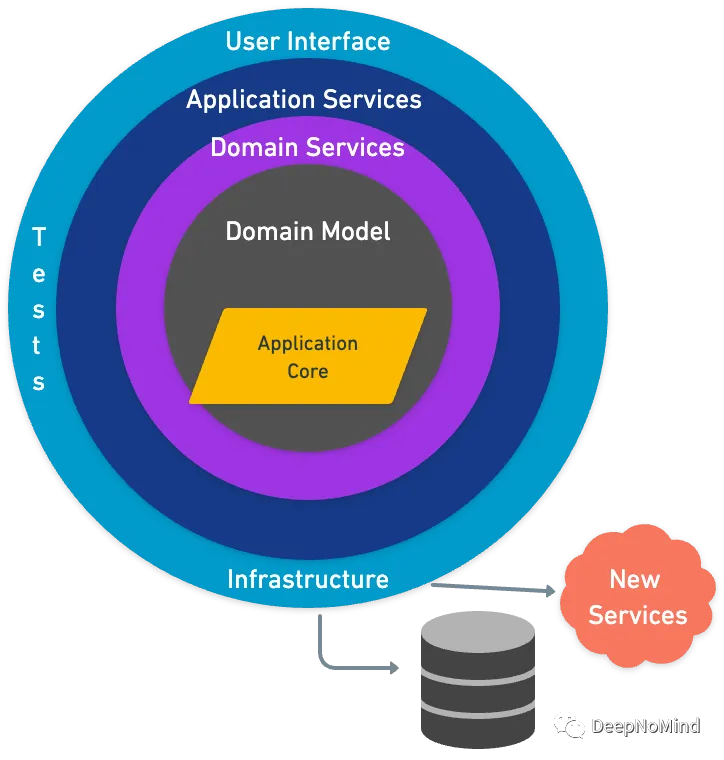 User Interface
Application Services
Domain Services
Tests
Domain Model
Application
Core
Infrastructure
New
Services
DeepNoMind